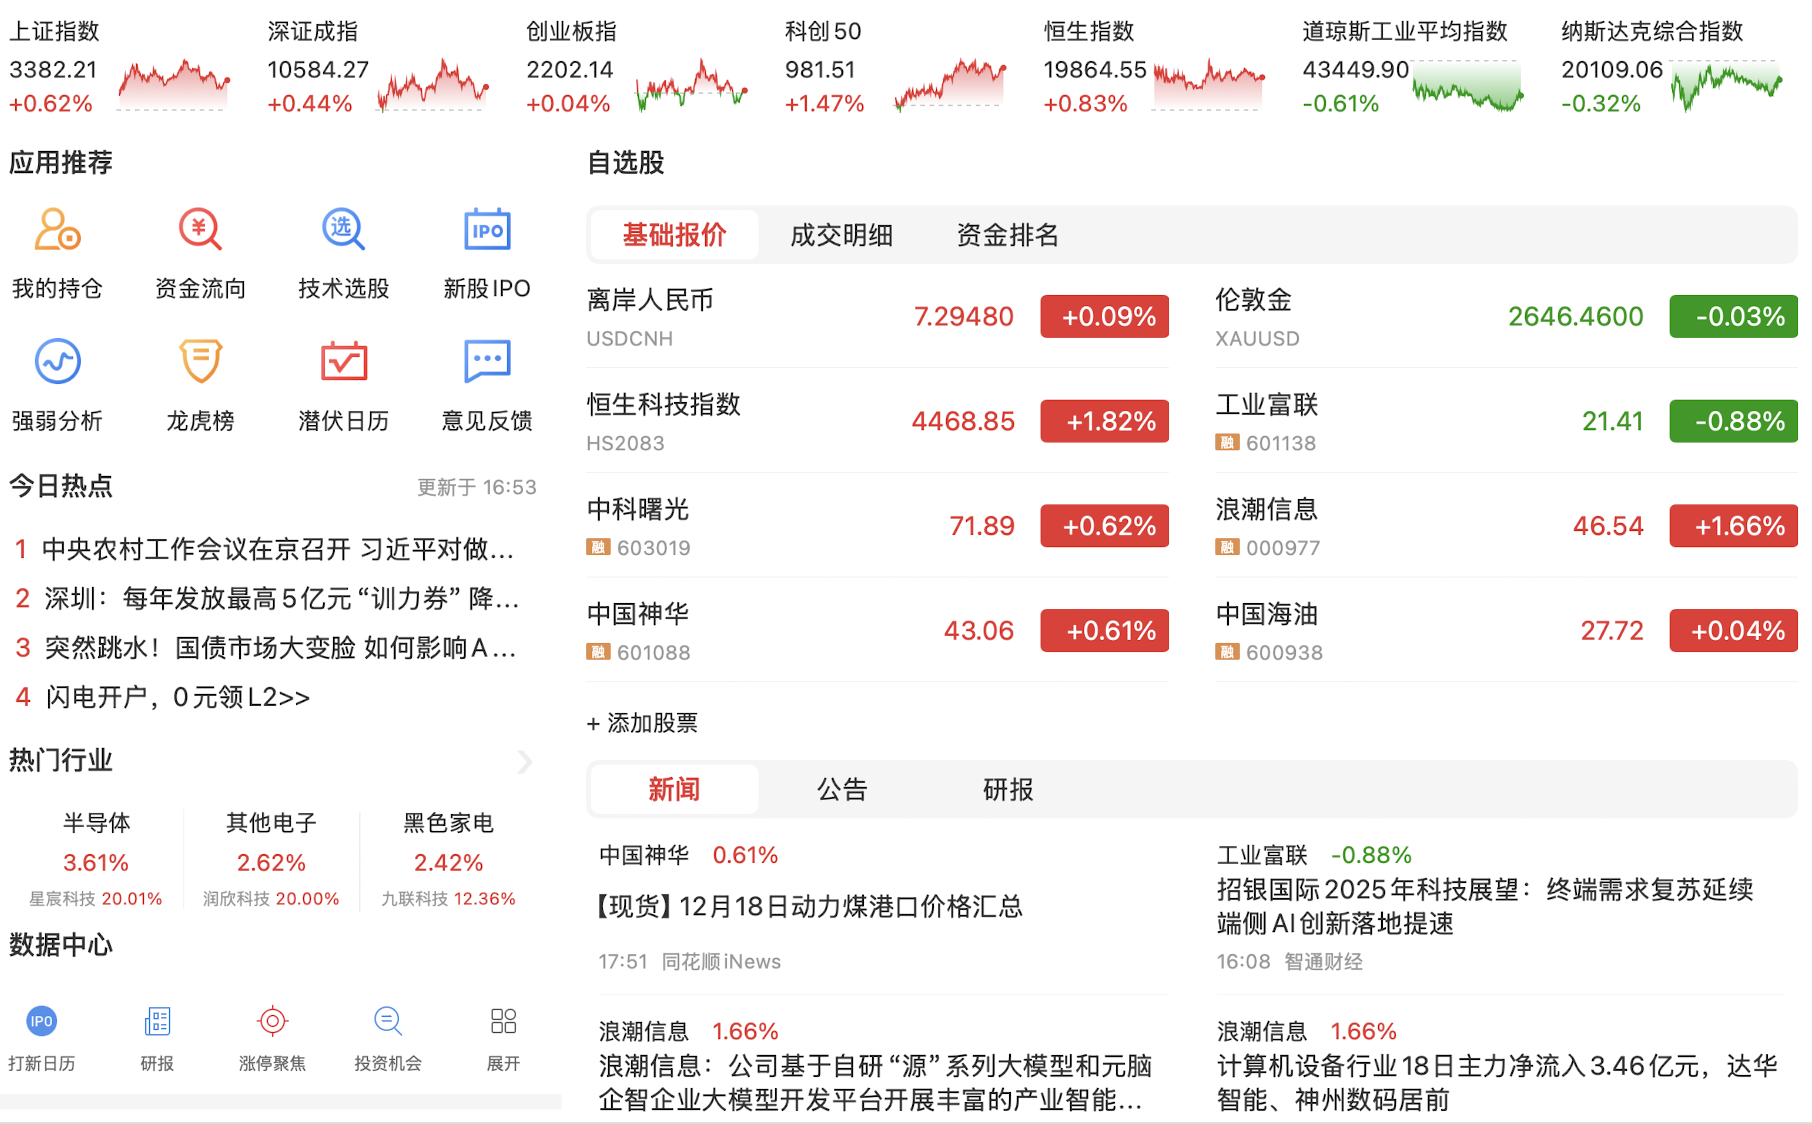 上证指数
3382.21
+0.62%
深证成指
10584.27
+0.44%
创业板指
2202.14
+0.04%
科创50
981.51
+1.47%
恒生指数
19864.55
+0.83%
道琼斯工业平均指数
43449.90
-0.61%
纳斯达克综合指数
20109.06
-0.32%
应用推荐
¥
选
IPO
我的持仓
资金流向
技术选股
新股IPO
强弱分析
龙虎榜
潜伏日历
意见反馈
今日热点
更新于 16:53
1 中央农村工作会议在京召开 习近平对做...
2 深圳：每年发放最高5亿元“训力券” 降...
3 突然跳水！国债市场大变脸 如何影响A...
4 闪电开户，0元领L2>>
热门行业
半导体
3.61%
星宸科技 20.01%
其他电子
2.62%
润欣科技 20.00%
黑色家电
2.42%
九联科技 12.36%
数据中心
IPO
打新日历
研报
涨停聚焦
投资机会
展开
自选股
基础报价
成交明细
资金排名
离岸人民币
USDCNH
7.29480
+0.09%
伦敦金
XAUUSD
2646.4600
-0.03%
恒生科技指数
HS2083
4468.85
+1.82%
工业富联
融 601138
21.41
-0.88%
中科曙光
融 603019
71.89
+0.62%
浪潮信息
融 000977
46.54
+1.66%
中国神华
融 601088
43.06
+0.61%
中国海油
融 600938
27.72
+0.04%
+ 添加股票
新闻
公告
研报
中国神华 0.61%
【现货】12月18日动力煤港口价格汇总
17:51 同花顺iNews
工业富联 -0.88%
招银国际2025年科技展望：终端需求复苏延续
端侧AI创新落地提速
16:08 智通财经
浪潮信息 1.66%
浪潮信息：公司基于自研“源”系列大模型和元脑
企智企业大模型开发平台开展丰富的产业智能...
浪潮信息 1.66%
计算机设备行业18日主力净流入3.46亿元，达华
智能、神州数码居前